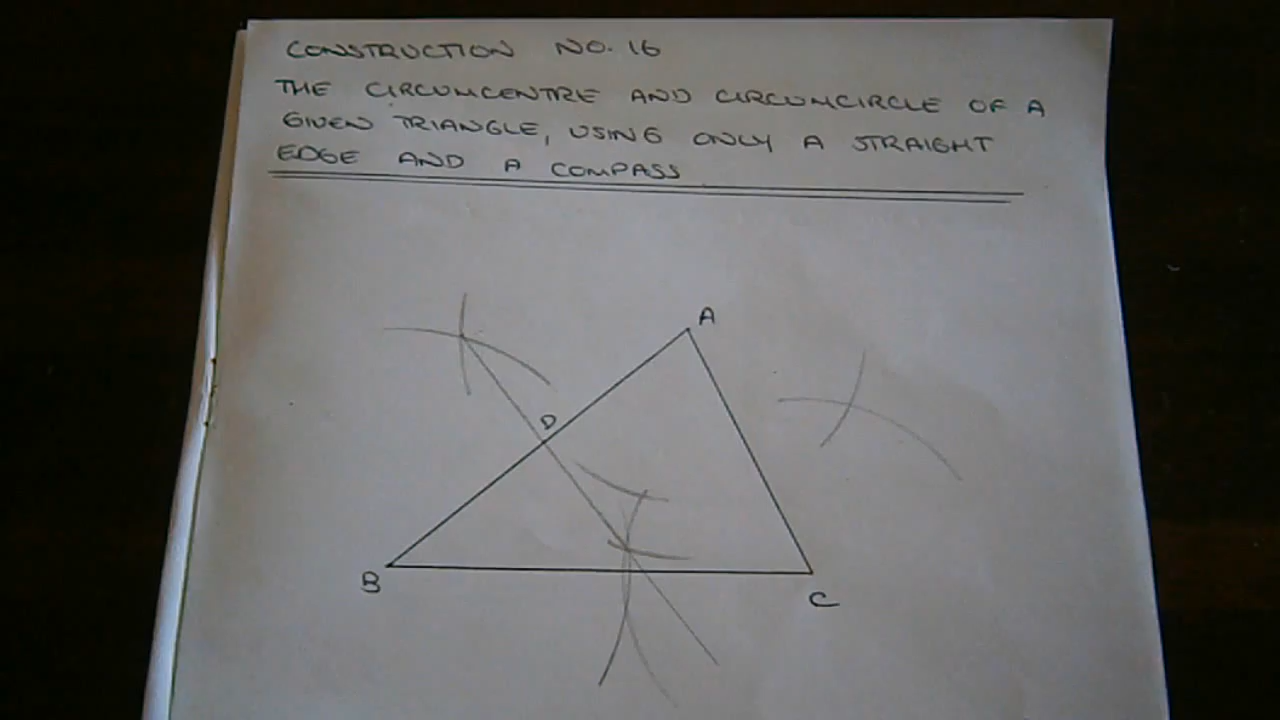 CONSTRUCTION NO. 16
THE CIRCUMCENTRE AND CIRCUMCIRCLE OF A
GIVEN TRIANGLE, USING ONLY A STRAIGHT
EDGE AND A COMPASS
A
D
B
C